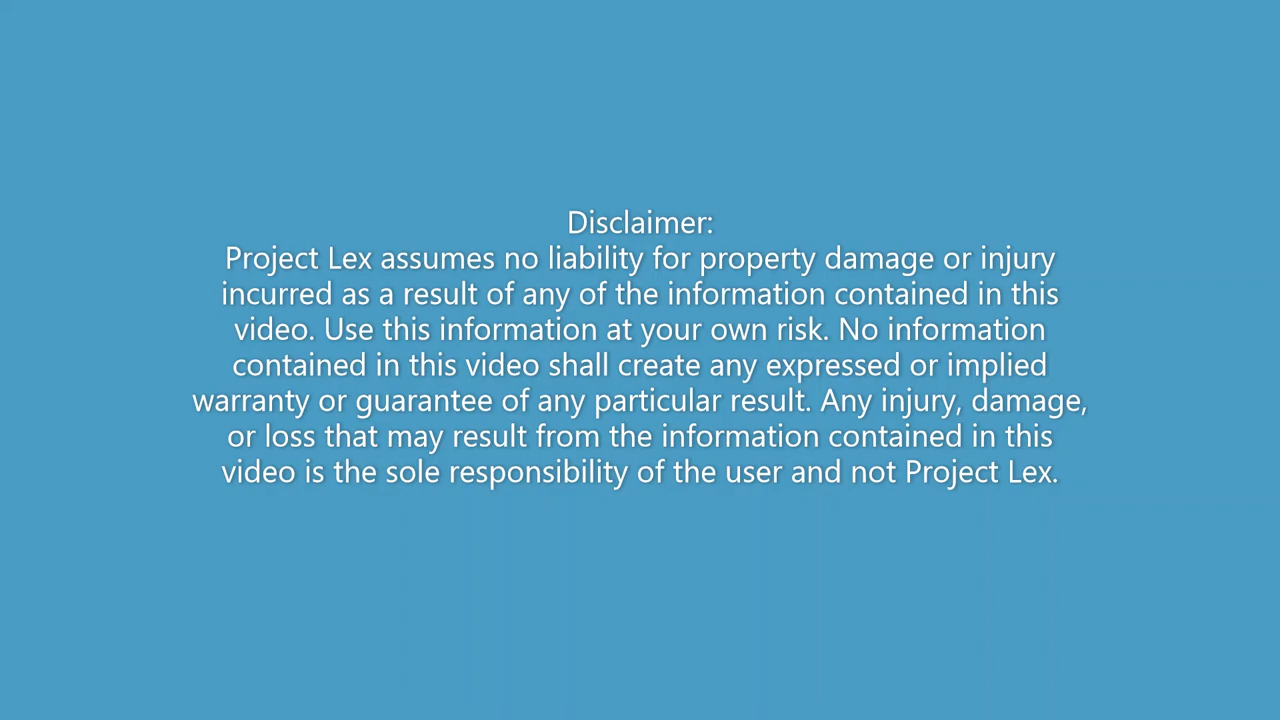 Disclaimer:
Project Lex assumes no liability for property damage or injury
incurred as a result of any of the information contained in this
video. Use this information at your own risk. No information
contained in this video shall create any expressed or implied
warranty or guarantee of any particular result. Any injury, damage,
or loss that may result from the information contained in this
video is the sole responsibility of the user and not Project Lex.